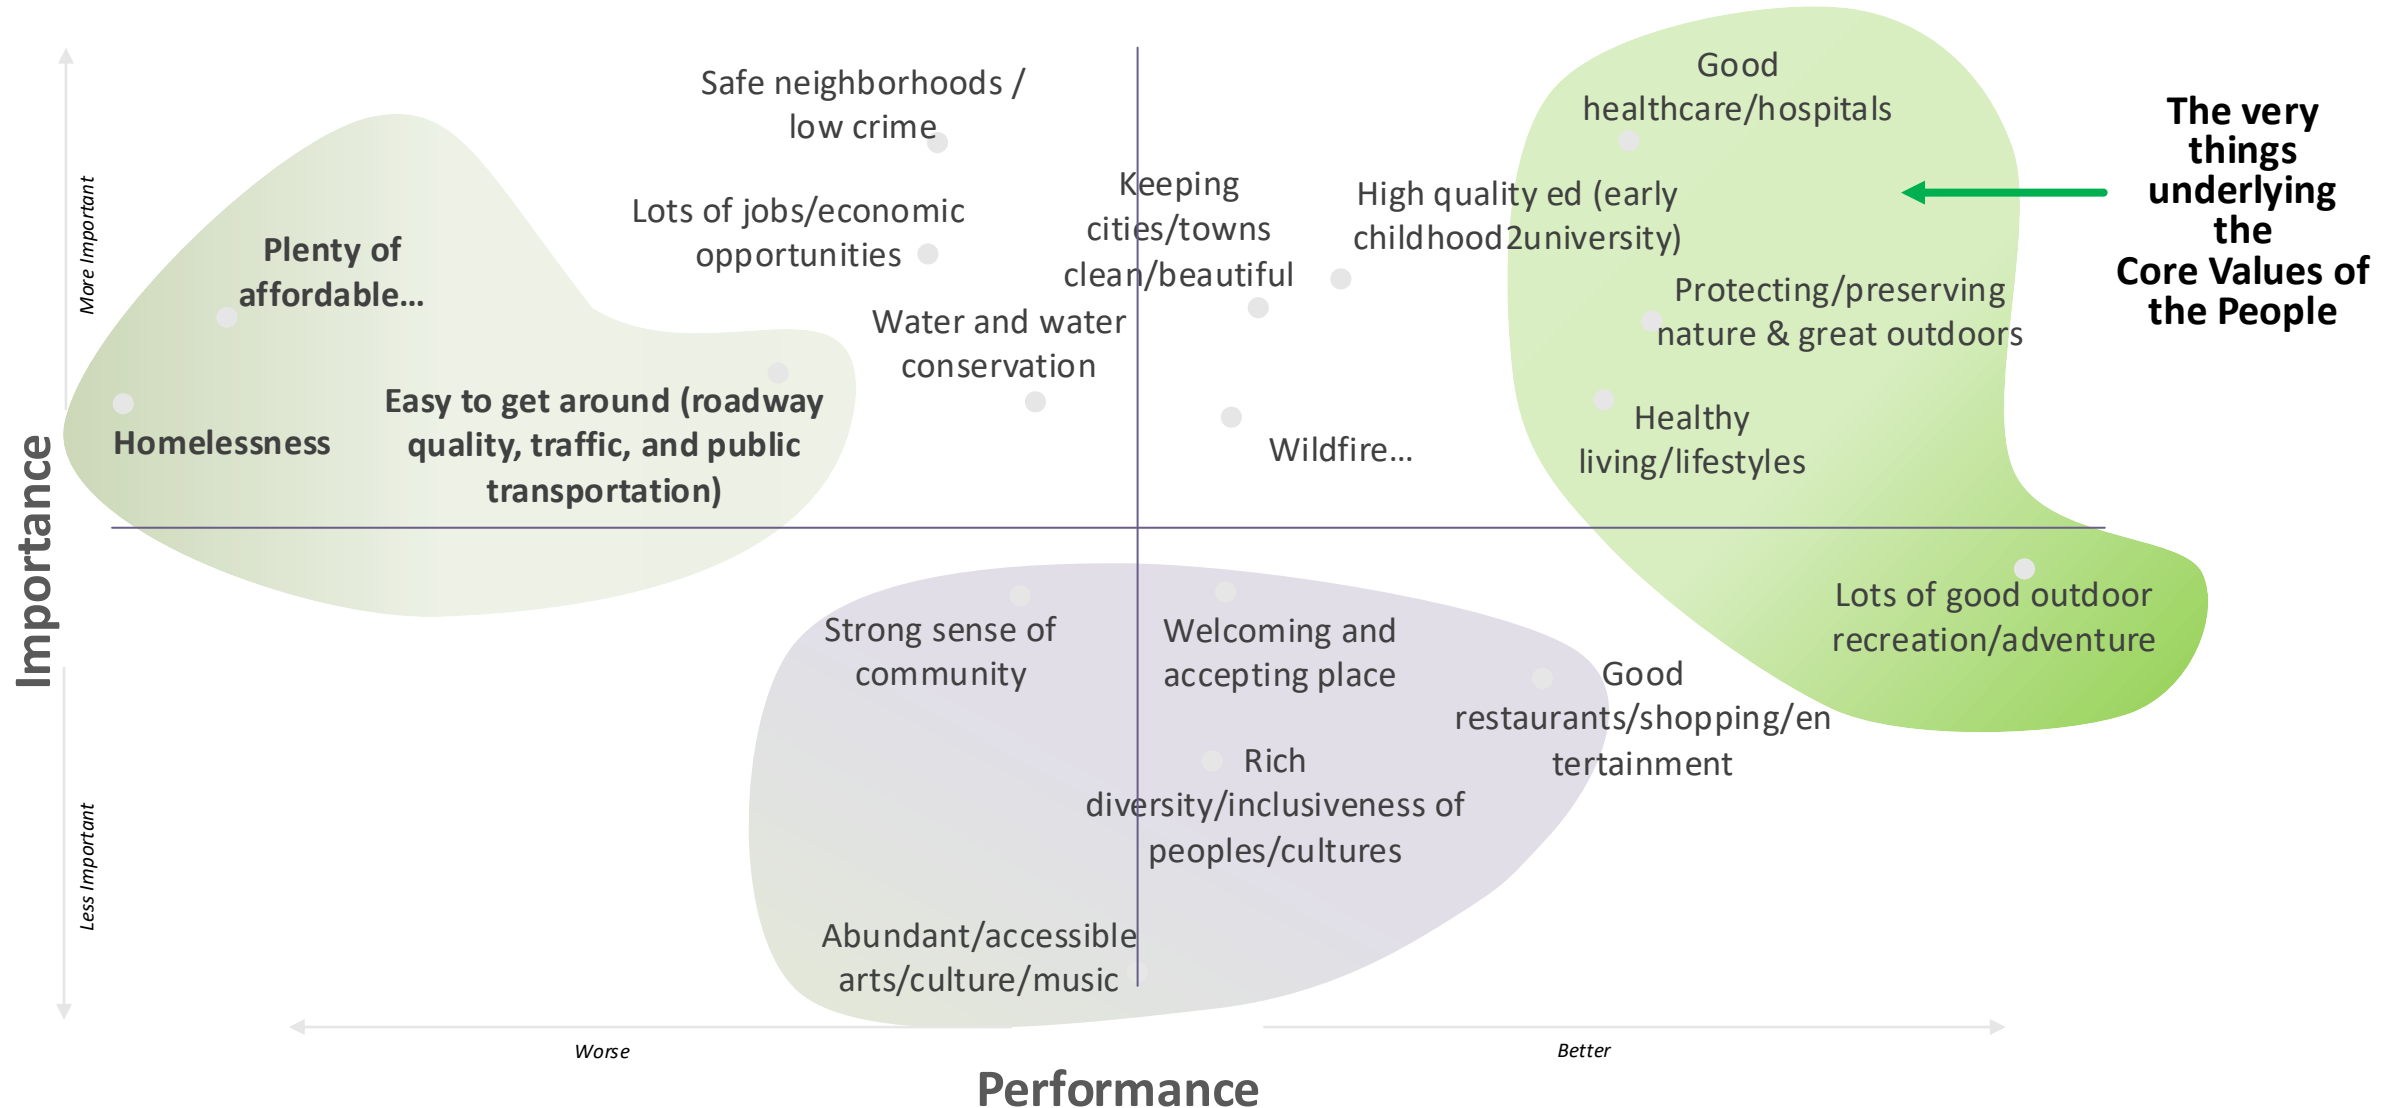 Good
healthcare/hospitals
Safe neighborhoods /
low crime
The very
things
underlying
the
Core Values of
the People
Keeping
cities/towns
clean/beautiful
High quality ed (early
childhood2university)
Lots of jobs/economic
opportunities
Plenty of
affordable…
More Important
Protecting/preserving
nature & great outdoors
Water and water
conservation
Easy to get around (roadway
quality, traffic, and public
transportation)
Homelessness
Healthy
living/lifestyles
Wildfire…
Importance
Lots of good outdoor
recreation/adventure
Strong sense of
community
Welcoming and
accepting place
Good
restaurants/shopping/en
tertainment
Rich
diversity/inclusiveness of
peoples/cultures
Less Important
Abundant/accessible
arts/culture/music
Worse
Better
Performance